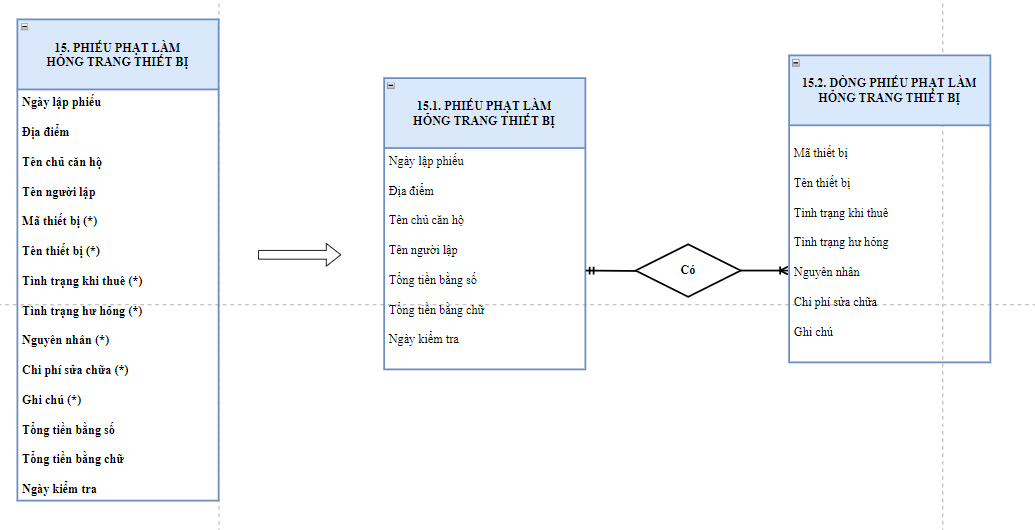 15. PHIẾU PHẠT LÀM
HỎNG TRANG THIẾT BỊ
Ngày lập phiếu
Địa điểm
Tên chủ căn hộ
Tên người lập
Mã thiết bị (*)
Tên thiết bị (*)
Tình trạng khi thuê (*)
Tình trạng hư hỏng (*)
Nguyên nhân (*)
Chi phí sửa chữa (*)
Ghi chú (*)
Tổng tiền bằng số
Tổng tiền bằng chữ
Ngày kiểm tra
15.1. PHIẾU PHẠT LÀM
HỎNG TRANG THIẾT BỊ
Ngày lập phiếu
Địa điểm
Tên chủ căn hộ
Tên người lập
Tổng tiền bằng số
Tổng tiền bằng chữ
Ngày kiểm tra
Có
15.2. DÒNG PHIẾU PHẠT LÀM
HỎNG TRANG THIẾT BỊ
Mã thiết bị
Tên thiết bị
Tình trạng khi thuê
Tình trạng hư hỏng
Nguyên nhân
Chi phí sửa chữa
Ghi chú